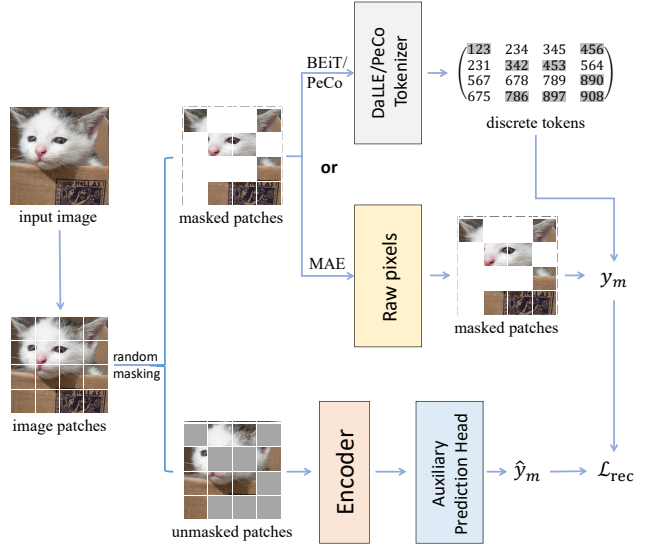 BEiT/
PeCo
DaLLE/PeCo
Tokenizer
123 234 345 456
231 342 453 564
567 678 789 890
675 786 897 908
discrete tokens
input image
masked patches
or
MAE
Raw pixels
masked patches
y_m
random
masking
image patches
unmasked patches
Encoder
Auxiliary
Prediction Head
ŷ_m
ℒ_rec
HELLAS